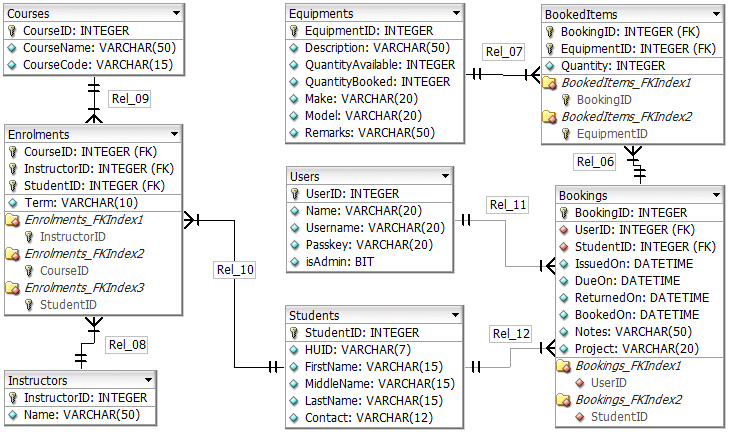 Courses
CourseID: INTEGER
CourseName: VARCHAR(50)
CourseCode: VARCHAR(15)
Rel_09
Enrolments
CourseID: INTEGER (FK)
InstructorID: INTEGER (FK)
StudentID: INTEGER (FK)
Term: VARCHAR(10)
Enrolments_FKIndex1
InstructorID
Enrolments_FKIndex2
CourseID
Enrolments_FKIndex3
StudentID
Rel_08
Instructors
InstructorID: INTEGER
Name: VARCHAR(50)
Rel_10
Equipments
EquipmentID: INTEGER
Description: VARCHAR(50)
QuantityAvailable: INTEGER
QuantityBooked: INTEGER
Make: VARCHAR(20)
Model: VARCHAR(20)
Remarks: VARCHAR(50)
Rel_07
Users
UserID: INTEGER
Name: VARCHAR(20)
Username: VARCHAR(20)
Passkey: VARCHAR(20)
isAdmin: BIT
Rel_11
Students
StudentID: INTEGER
HUID: VARCHAR(7)
FirstName: VARCHAR(15)
MiddleName: VARCHAR(15)
LastName: VARCHAR(15)
Contact: VARCHAR(12)
Rel_12
BookedItems
BookingID: INTEGER (FK)
EquipmentID: INTEGER (FK)
Quantity: INTEGER
BookedItems_FKIndex1
BookingID
BookedItems_FKIndex2
EquipmentID
Rel_06
Bookings
BookingID: INTEGER
UserID: INTEGER (FK)
StudentID: INTEGER (FK)
IssuedOn: DATETIME
DueOn: DATETIME
ReturnedOn: DATETIME
BookedOn: DATETIME
Notes: VARCHAR(50)
Project: VARCHAR(20)
Bookings_FKIndex1
UserID
Bookings_FKIndex2
StudentID